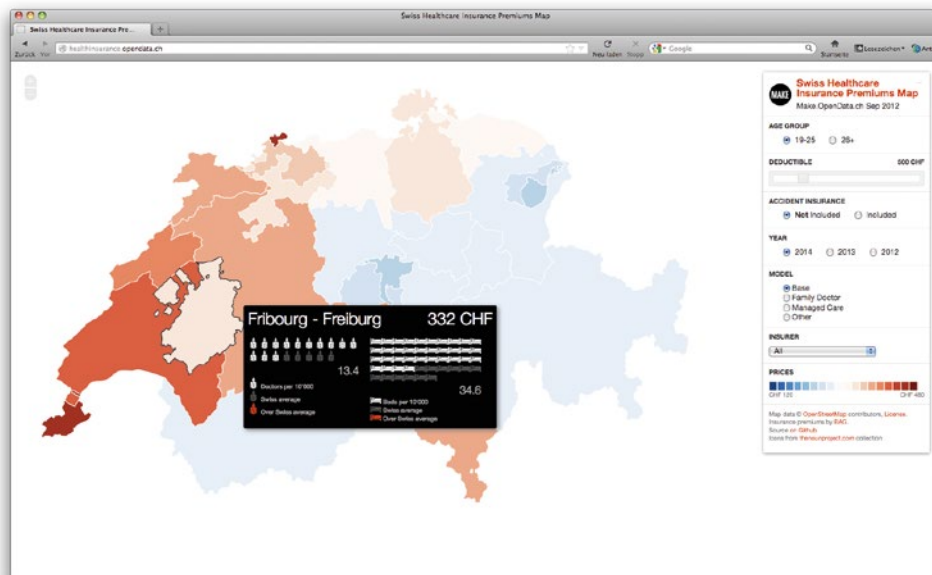 Swiss Healthcare Insurance Premiums Map
Swiss Healthcare Insurance Pre...
Zurück Vor
healthinsurance.opendata.ch
Neu laden Stopp
Google
Startseite
Lesezeichen
Swiss Healthcare
Insurance Premiums Map
MAKE
Make.OpenData.ch Sep 2012
AGE GROUP
19-25 26+
DEDUCTIBLE 500 CHF
ACCIDENT INSURANCE
Not Included Included
YEAR
2014 2013 2012
MODEL
Base
Family Doctor
Managed Care
Other
INSURER
All
PRICES
CHF 120 CHF 480
Map data © OpenStreetMap contributors, License.
Insurance premiums by BAG.
Source on Github
Icons from thenounproject.com collection
Fribourg - Freiburg 332 CHF
13.4
34.6
Doctors per 10'000
Swiss average
Over Swiss average
Beds per 10'000
Swiss average
Over Swiss average